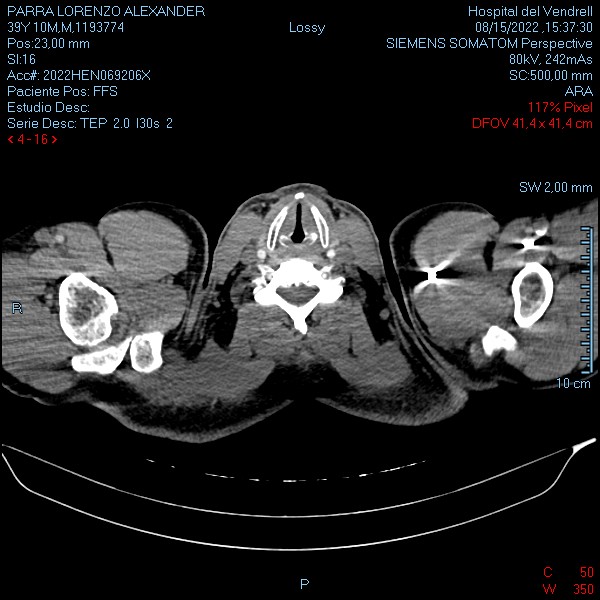 PARRA LORENZO ALEXANDER
39Y 10M,M,1193774
Pos:23,00 mm
SI:16
Acc#: 2022HEN069206X
Paciente Pos: FFS
Estudio Desc:
Serie Desc: TEP 2.0 I30s 2
< 4-16 >
Lossy
Hospital del Vendrell
08/15/2022 ,15:37:30
SIEMENS SOMATOM Perspective
80kV, 242mAs
SC:500,00 mm
ARA
117% Pixel
DFOV 41,4 x 41,4 cm
SW 2,00 mm
R
10 cm
P
C 50
W 350